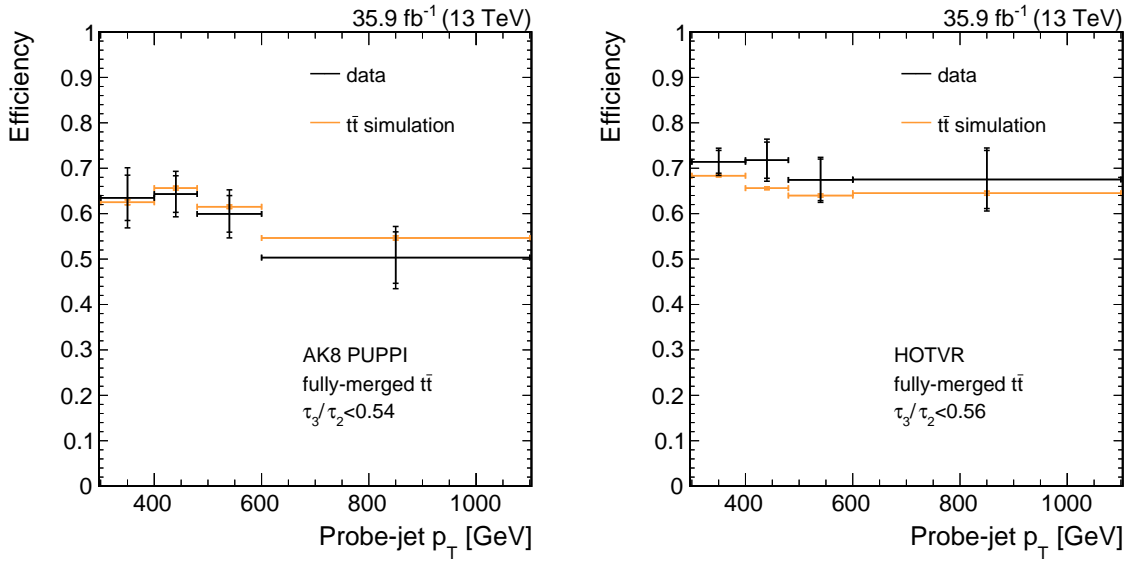 35.9 fb⁻¹ (13 TeV)
Efficiency
1
0.9
0.8
0.7
0.6
0.5
0.4
0.3
0.2
0.1
0
data
tt̄ simulation
AK8 PUPPI
fully-merged tt̄
τ₃/τ₂<0.54
400 600 800 1000
Probe-jet p_T [GeV]
35.9 fb⁻¹ (13 TeV)
Efficiency
1
0.9
0.8
0.7
0.6
0.5
0.4
0.3
0.2
0.1
0
data
tt̄ simulation
HOTVR
fully-merged tt̄
τ₃/τ₂<0.56
400 600 800 1000
Probe-jet p_T [GeV]